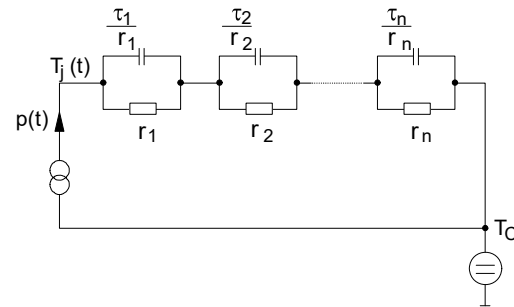 τ1 τ2 τn
r1 r2 rn
Tj(t)
p(t)
r1 r2 rn
TC